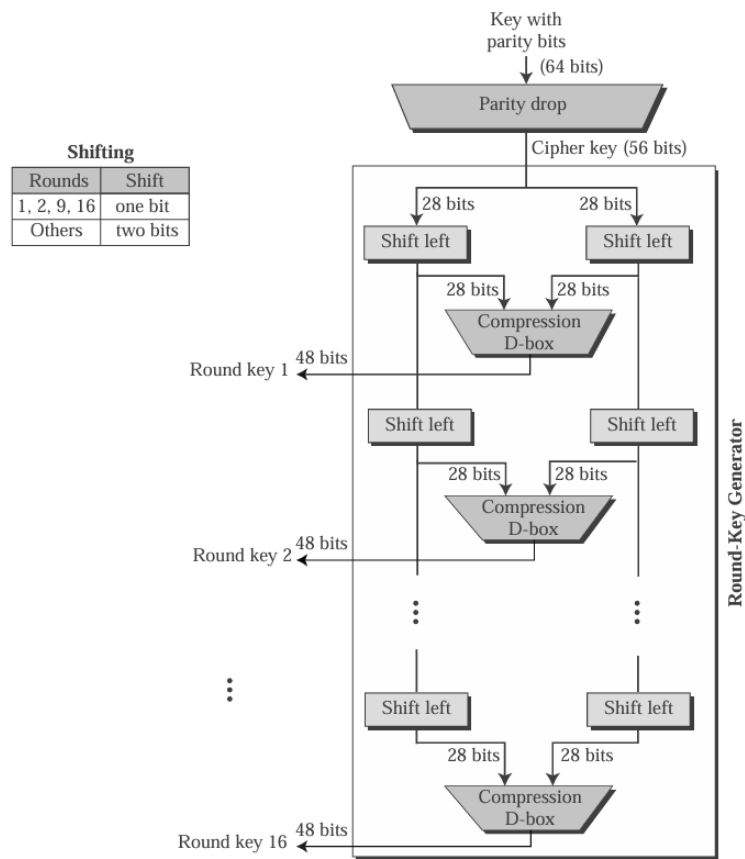 Key with
parity bits
(64 bits)
Parity drop
Cipher key (56 bits)
Shifting
Rounds Shift
1, 2, 9, 16 one bit
Others two bits
28 bits 28 bits
Shift left Shift left
28 bits 28 bits
Compression
D-box
48 bits
Round key 1
Shift left Shift left
28 bits 28 bits
Compression
D-box
48 bits
Round key 2
Shift left Shift left
28 bits 28 bits
Compression
D-box
48 bits
Round key 16
Round-Key Generator